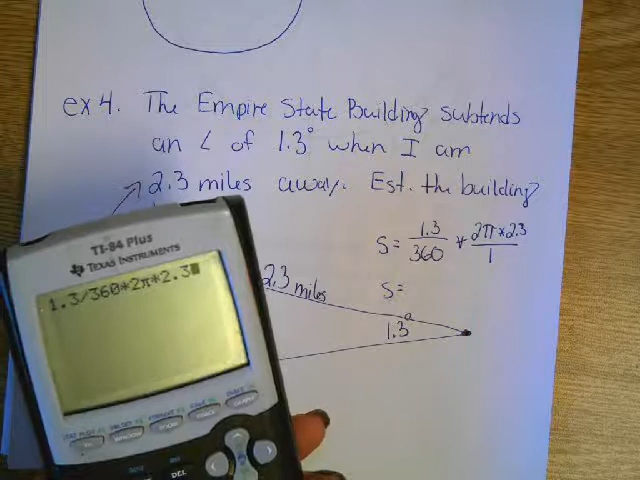 ex 4. The Empire State Building subtends
an ∠ of 1.3° when I am
2.3 miles away. Est. the building
S = 1.3/360 * 2π*2.3/1
S =
2.3 miles
1.3°
TI-84 Plus
TEXAS INSTRUMENTS
1.3/360*2π*2.3
DEL